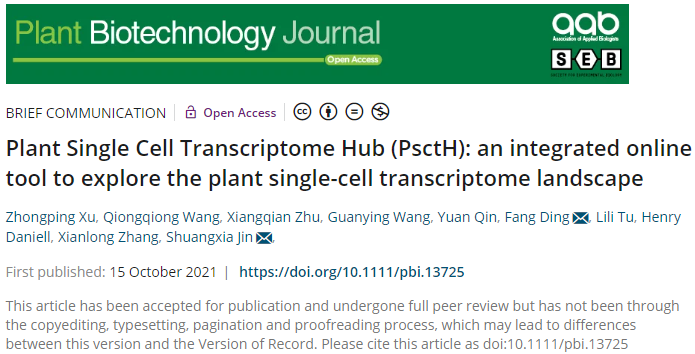 Plant Biotechnology Journal
Open Access
aab
Association of Applied Biologists
SEB
SOCIETY FOR EXPERIMENTAL BIOLOGY
BRIEF COMMUNICATION Open Access
Plant Single Cell Transcriptome Hub (PsctH): an integrated online
tool to explore the plant single-cell transcriptome landscape
Zhongping Xu, Qiongqiong Wang, Xiangqian Zhu, Guanying Wang, Yuan Qin, Fang Ding, Lili Tu, Henry
Daniell, Xianlong Zhang, Shuangxia Jin,
First published: 15 October 2021 | https://doi.org/10.1111/pbi.13725
This article has been accepted for publication and undergone full peer review but has not been through
the copyediting, typesetting, pagination and proofreading process, which may lead to differences
between this version and the Version of Record. Please cite this article as doi:10.1111/pbi.13725